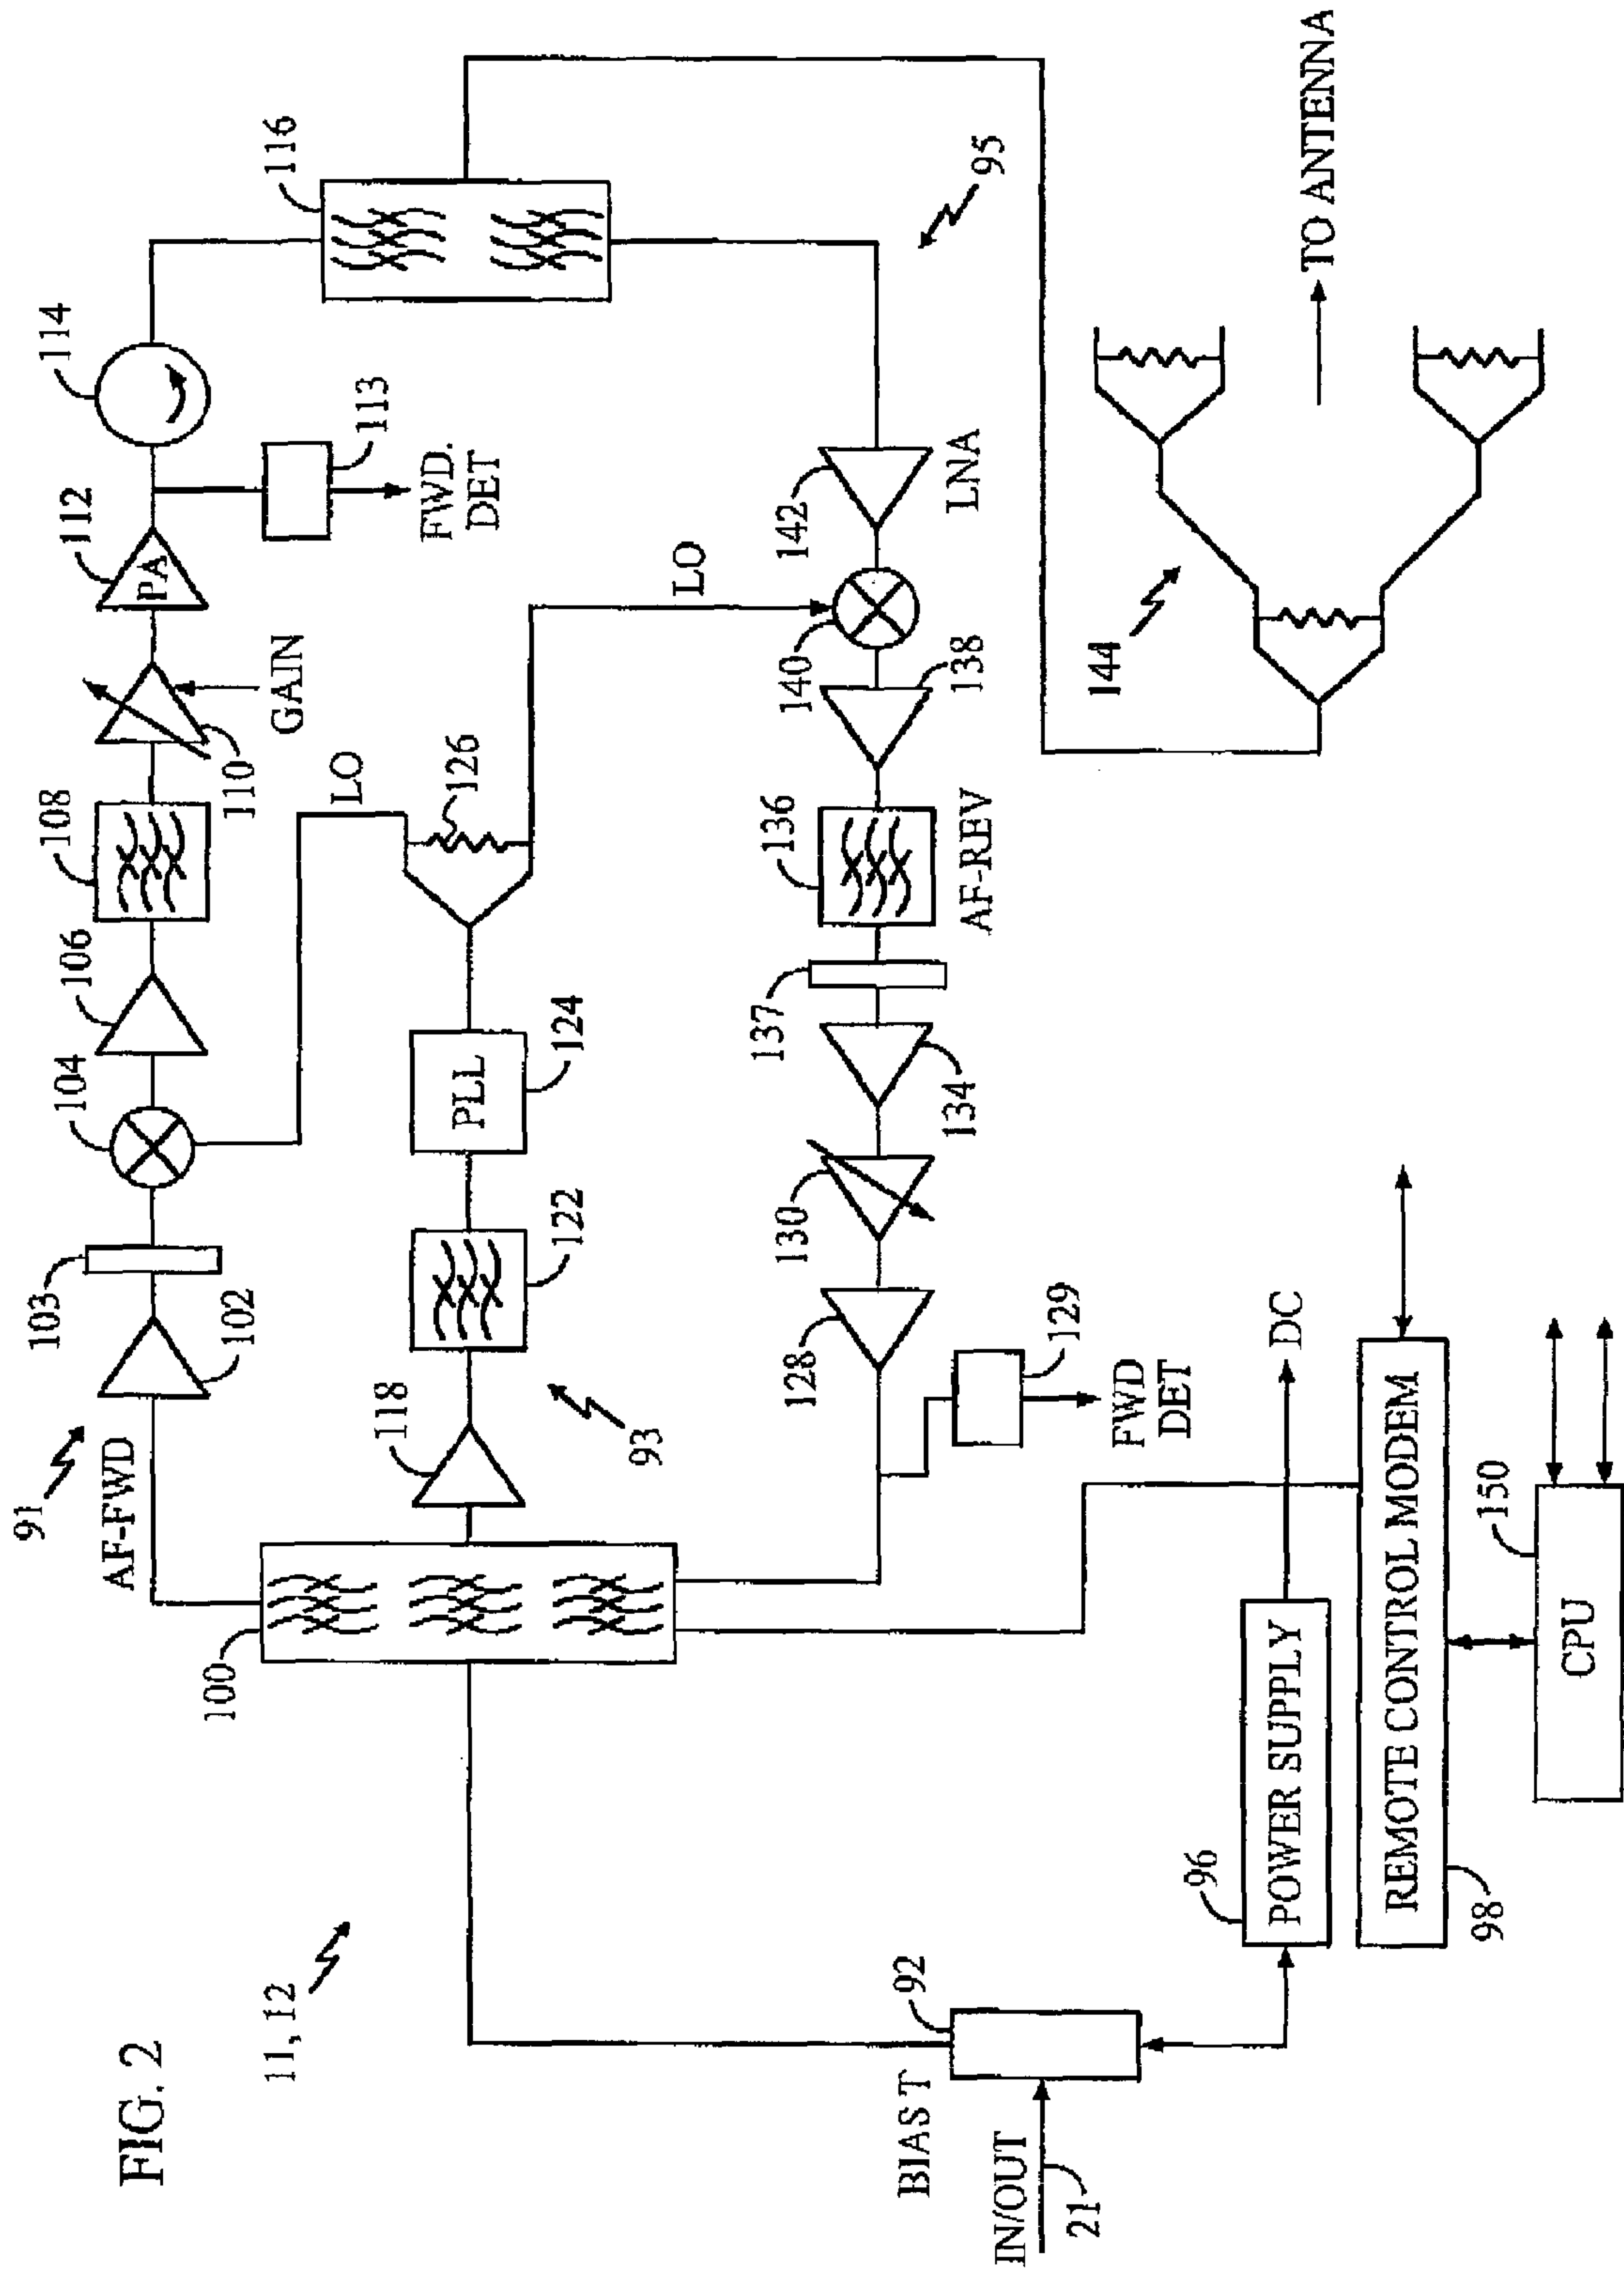 FIG. 2
11, 12
91
AF-FWD
102
103
104
106
108
110
GAIN
112
PA
113
FWD.
DET
114
116
95
100
118
93
122
PLL
124
126
LO
LO
128
129
FWD
DET
130
134
137
136
AF-REV
138
140
142
LNA
144
TO ANTENNA
BIAS T
92
IN/OUT
21
96
POWER SUPPLY
DC
REMOTE CONTROL MODEM
98
CPU
150